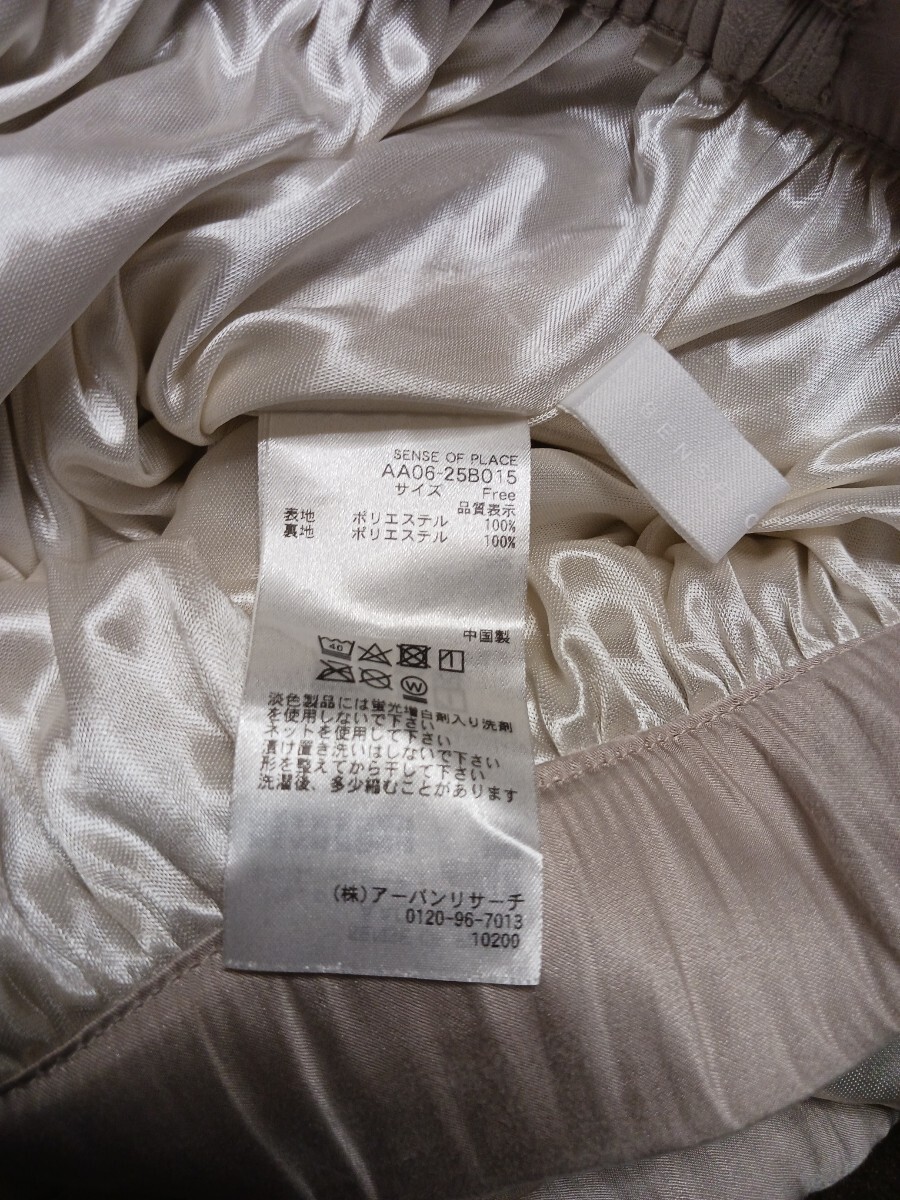 SENSE OF PLACE
AA06-25B015
サイズ Free
品質表示
表地 ポリエステル 100%
裏地 ポリエステル 100%
中国製
40
W
淡色製品には蛍光増白剤入り洗剤
を使用しないで下さい
ネットを使用して下さい
漬け置き洗いはしないで下さい
形を整えてから干して下さい
洗濯後、多少縮むことがあります
(株)アーバンリサーチ
0120-96-7013
10200